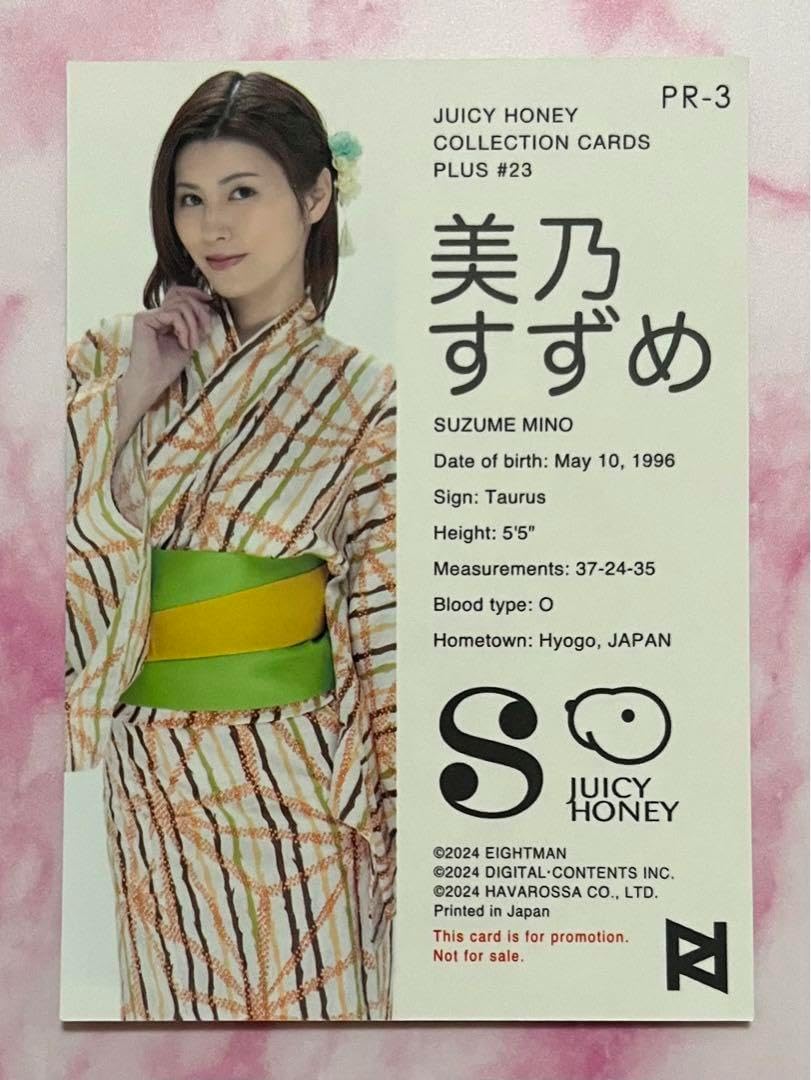 PR-3
JUICY HONEY
COLLECTION CARDS
PLUS #23
美乃
すずめ
SUZUME MINO
Date of birth: May 10, 1996
Sign: Taurus
Height: 5'5"
Measurements: 37-24-35
Blood type: O
Hometown: Hyogo, JAPAN
S
JUICY
HONEY
©2024 EIGHTMAN
©2024 DIGITAL·CONTENTS INC.
©2024 HAVAROSSA CO., LTD.
Printed in Japan
This card is for promotion.
Not for sale.